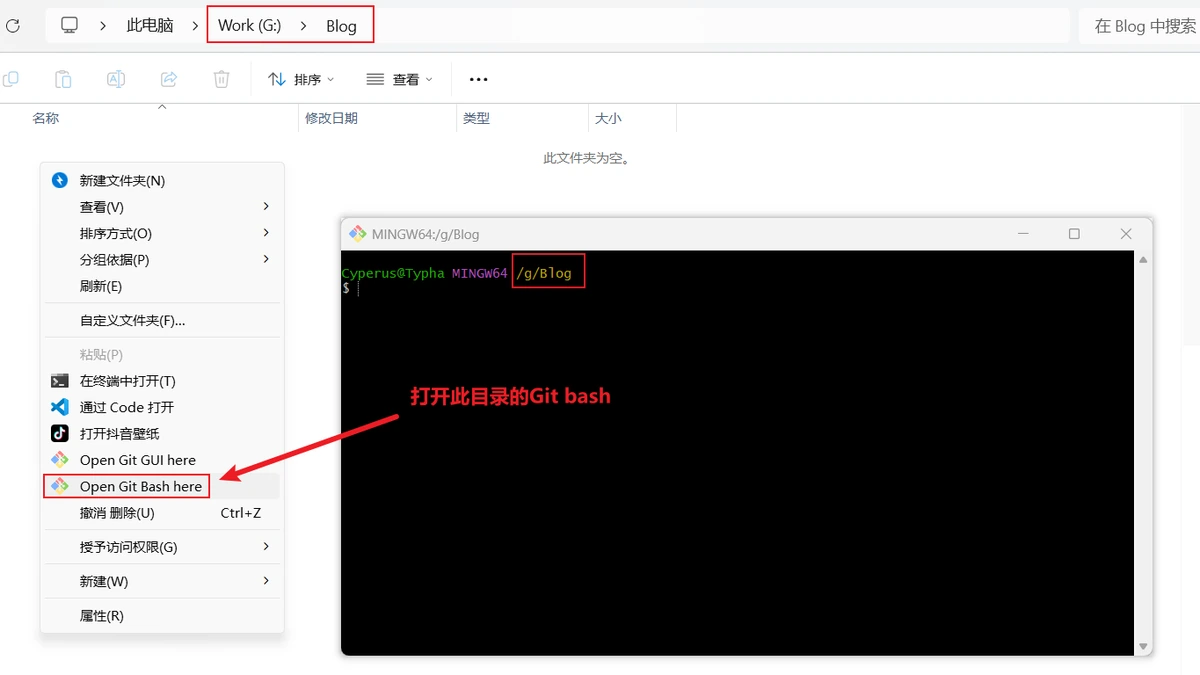 此电脑 Work (G:) Blog 在 Blog 中搜索
排序 查看
名称 修改日期 类型 大小
此文件夹为空。
新建文件夹(N)
查看(V)
排序方式(O)
分组依据(P)
刷新(E)
自定义文件夹(F)...
粘贴(P)
在终端中打开(T)
通过 Code 打开
打开抖音壁纸
Open Git GUI here
Open Git Bash here
撤消 删除(U) Ctrl+Z
授予访问权限(G)
新建(W)
属性(R)
MINGW64:/g/Blog
Cyperus@Typha MINGW64 /g/Blog
$
打开此目录的Git bash